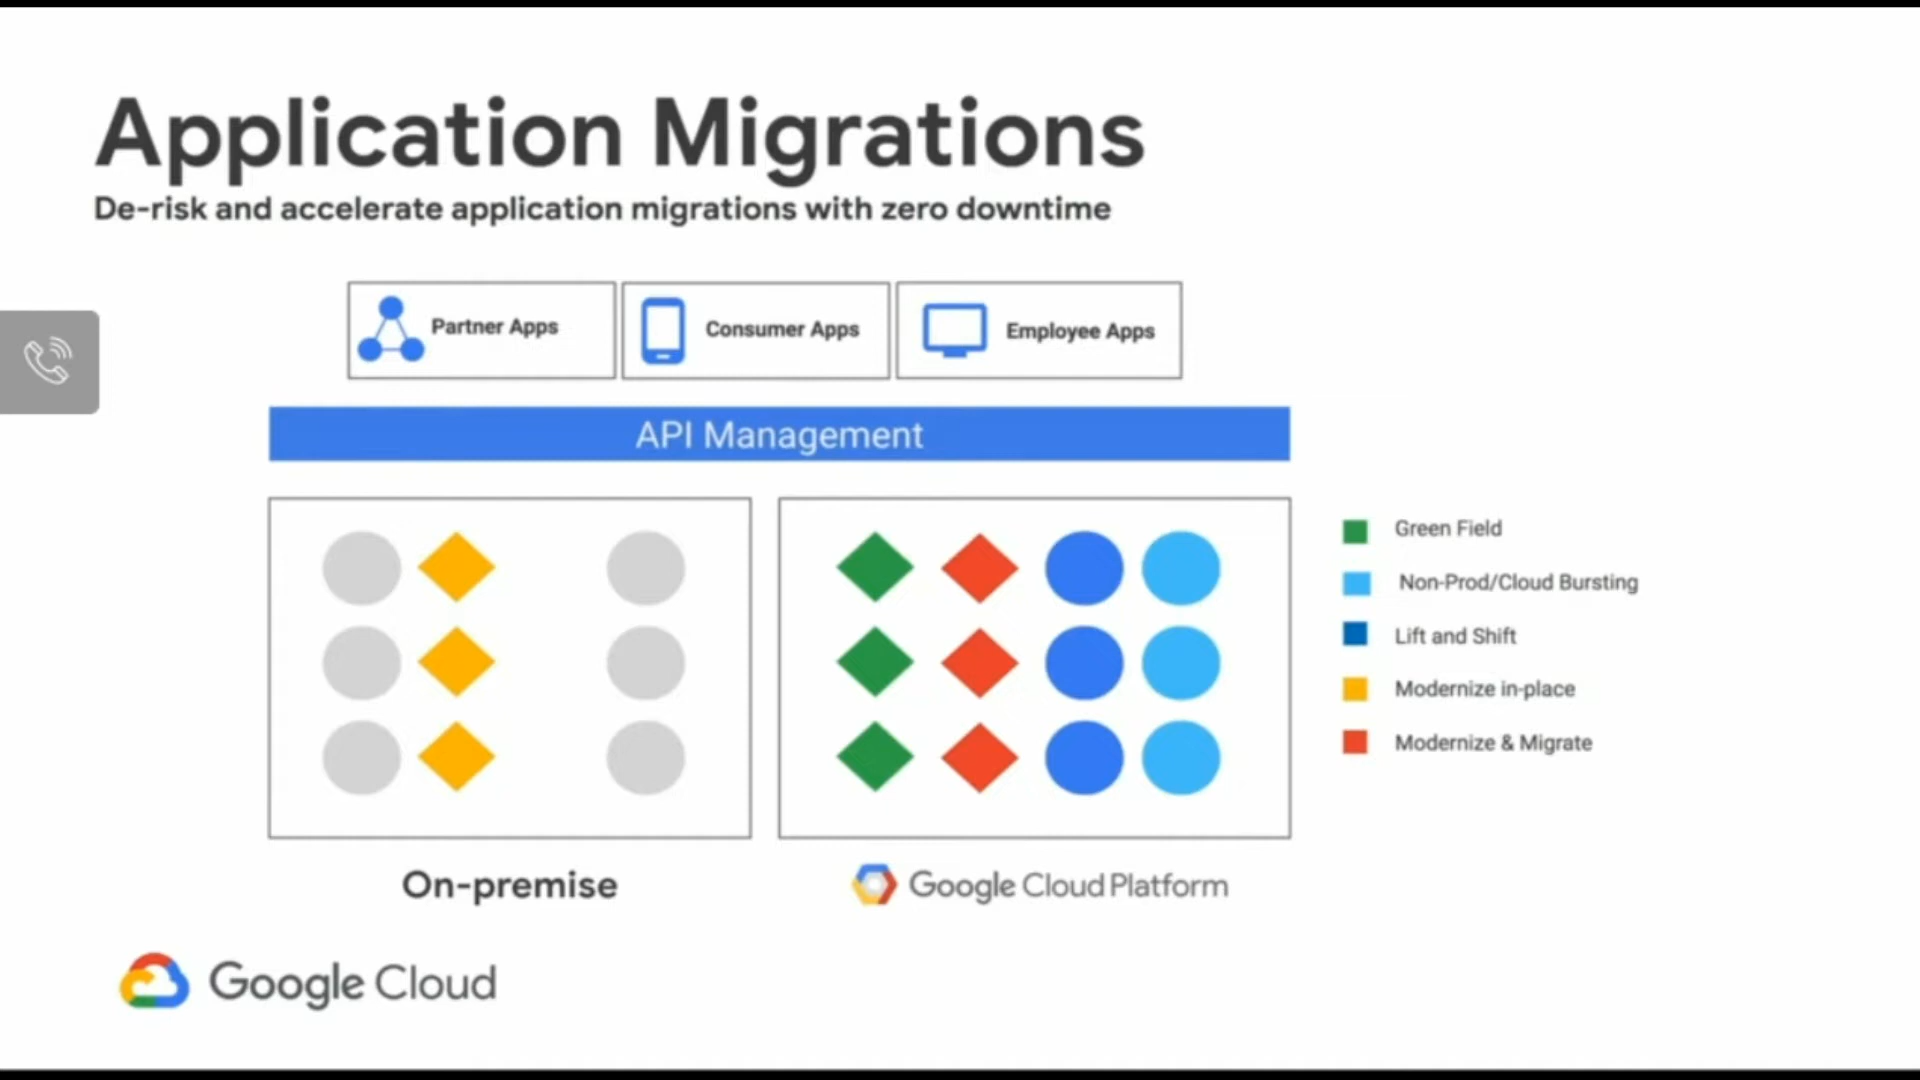 Application Migrations
De-risk and accelerate application migrations with zero downtime
Partner Apps
Consumer Apps
Employee Apps
API Management
Green Field
Non-Prod/Cloud Bursting
Lift and Shift
Modernize in-place
Modernize & Migrate
On-premise
Google Cloud Platform
Google Cloud